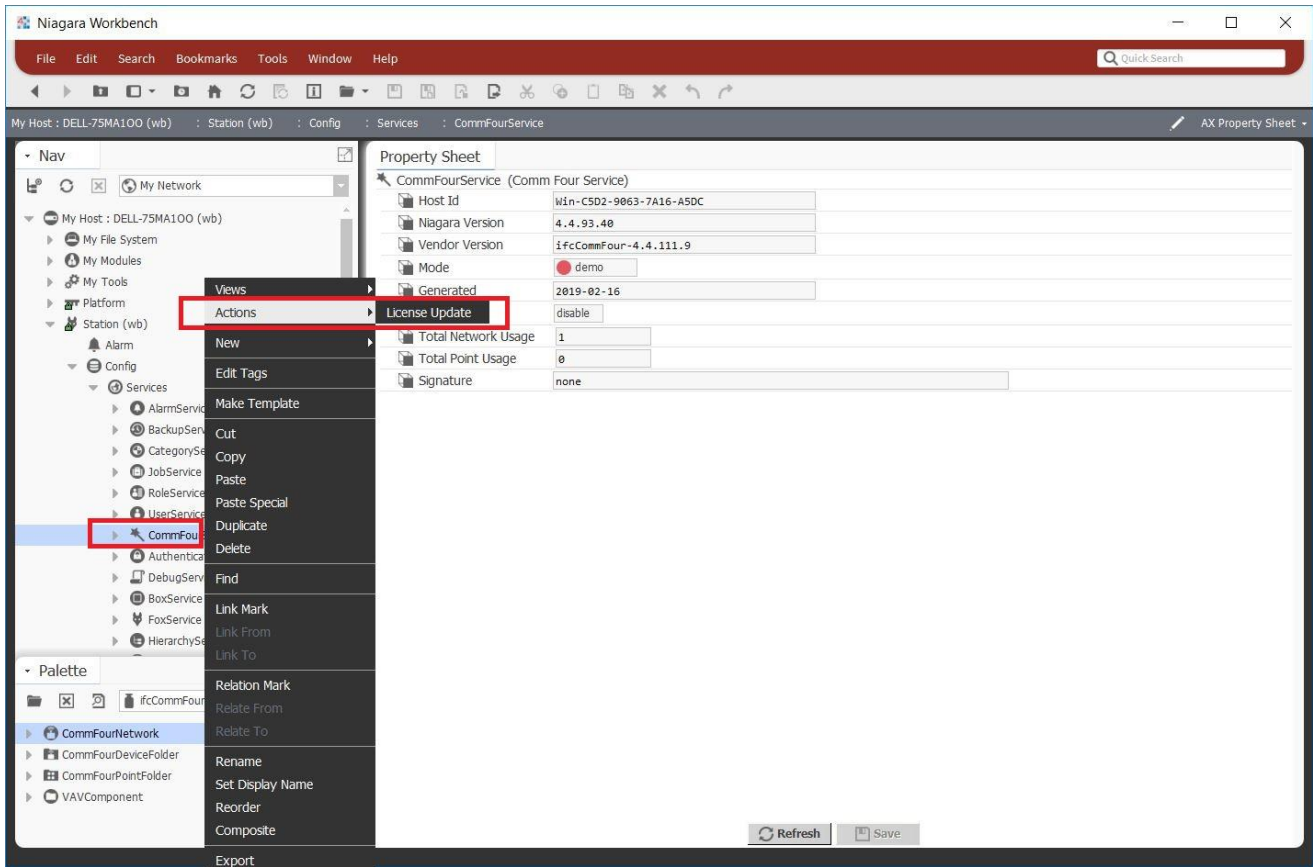 Niagara Workbench
File Edit Search Bookmarks Tools Window Help
Quick Search
My Host : DELL-75MA1OO (wb) : Station (wb) : Config : Services : CommFourService
AX Property Sheet
Nav
My Network
My Host : DELL-75MA1OO (wb)
My File System
My Modules
My Tools
Platform
Station (wb)
Alarm
Config
Services
AlarmServic
BackupServ
CategorySe
JobService
RoleService
UserService
CommFou
Authentica
DebugServ
BoxService
FoxService
HierarchySe
Palette
ifcCommFour
CommFourNetwork
CommFourDeviceFolder
CommFourPointFolder
VAVComponent
Views
Actions
License Update
New
Edit Tags
Make Template
Cut
Copy
Paste
Paste Special
Duplicate
Delete
Find
Link Mark
Link From
Link To
Relation Mark
Relate From
Relate To
Rename
Set Display Name
Reorder
Composite
Export
Property Sheet
CommFourService (Comm Four Service)
Host Id Win-C5D2-9063-7A16-A5DC
Niagara Version 4.4.93.40
Vendor Version ifcCommFour-4.4.111.9
Mode demo
Generated 2019-02-16
disable
Total Network Usage 1
Total Point Usage 0
Signature none
Refresh Save